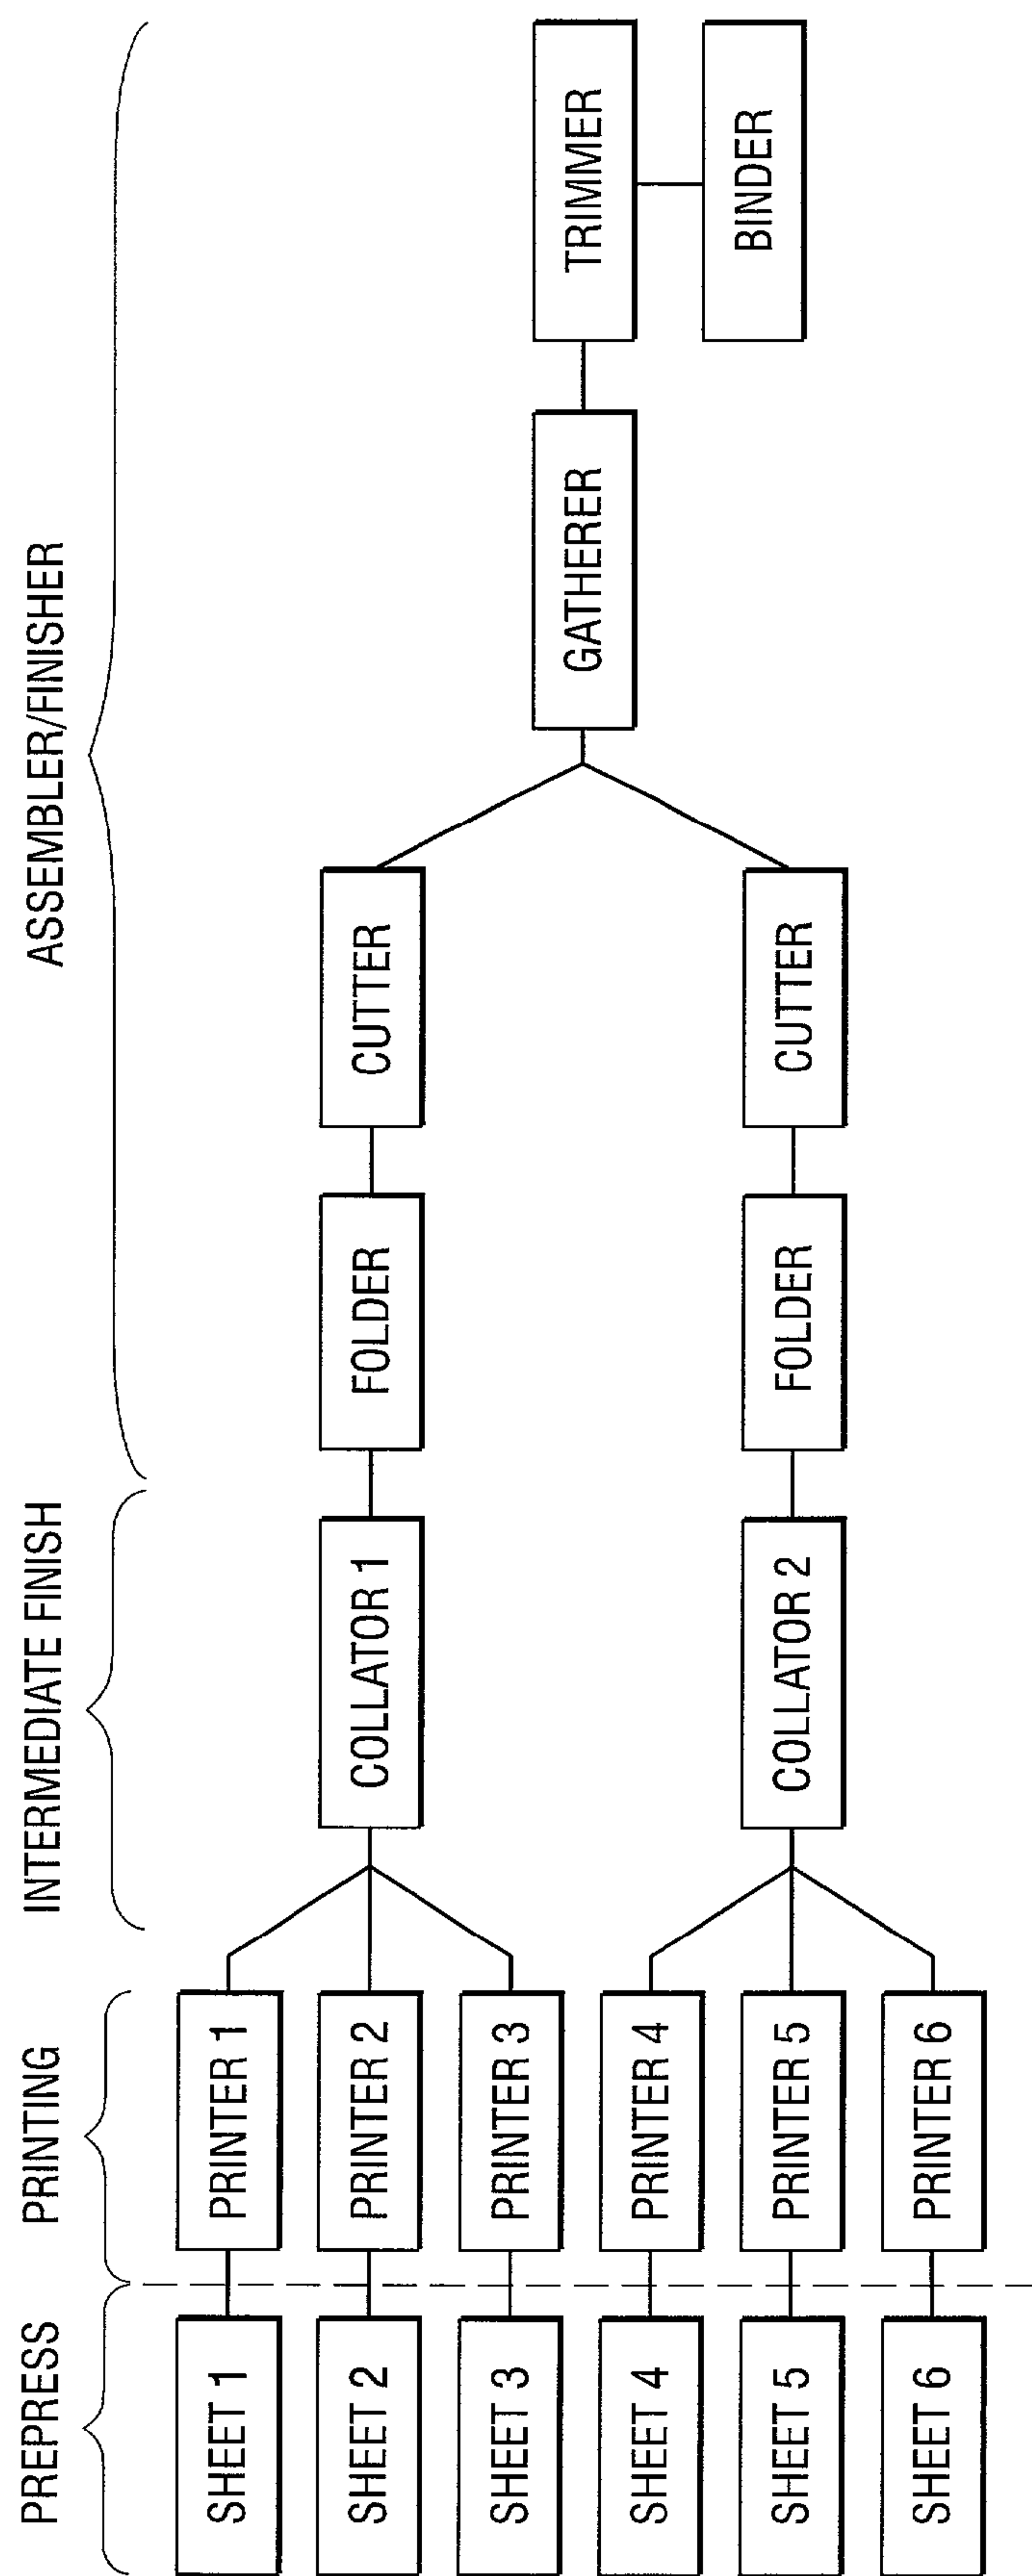 PREPRESS
PRINTING
INTERMEDIATE FINISH
ASSEMBLER/FINISHER
SHEET 1
PRINTER 1
SHEET 2
PRINTER 2
COLLATOR 1
FOLDER
CUTTER
SHEET 3
PRINTER 3
GATHERER
TRIMMER
SHEET 4
PRINTER 4
BINDER
SHEET 5
PRINTER 5
COLLATOR 2
FOLDER
CUTTER
SHEET 6
PRINTER 6